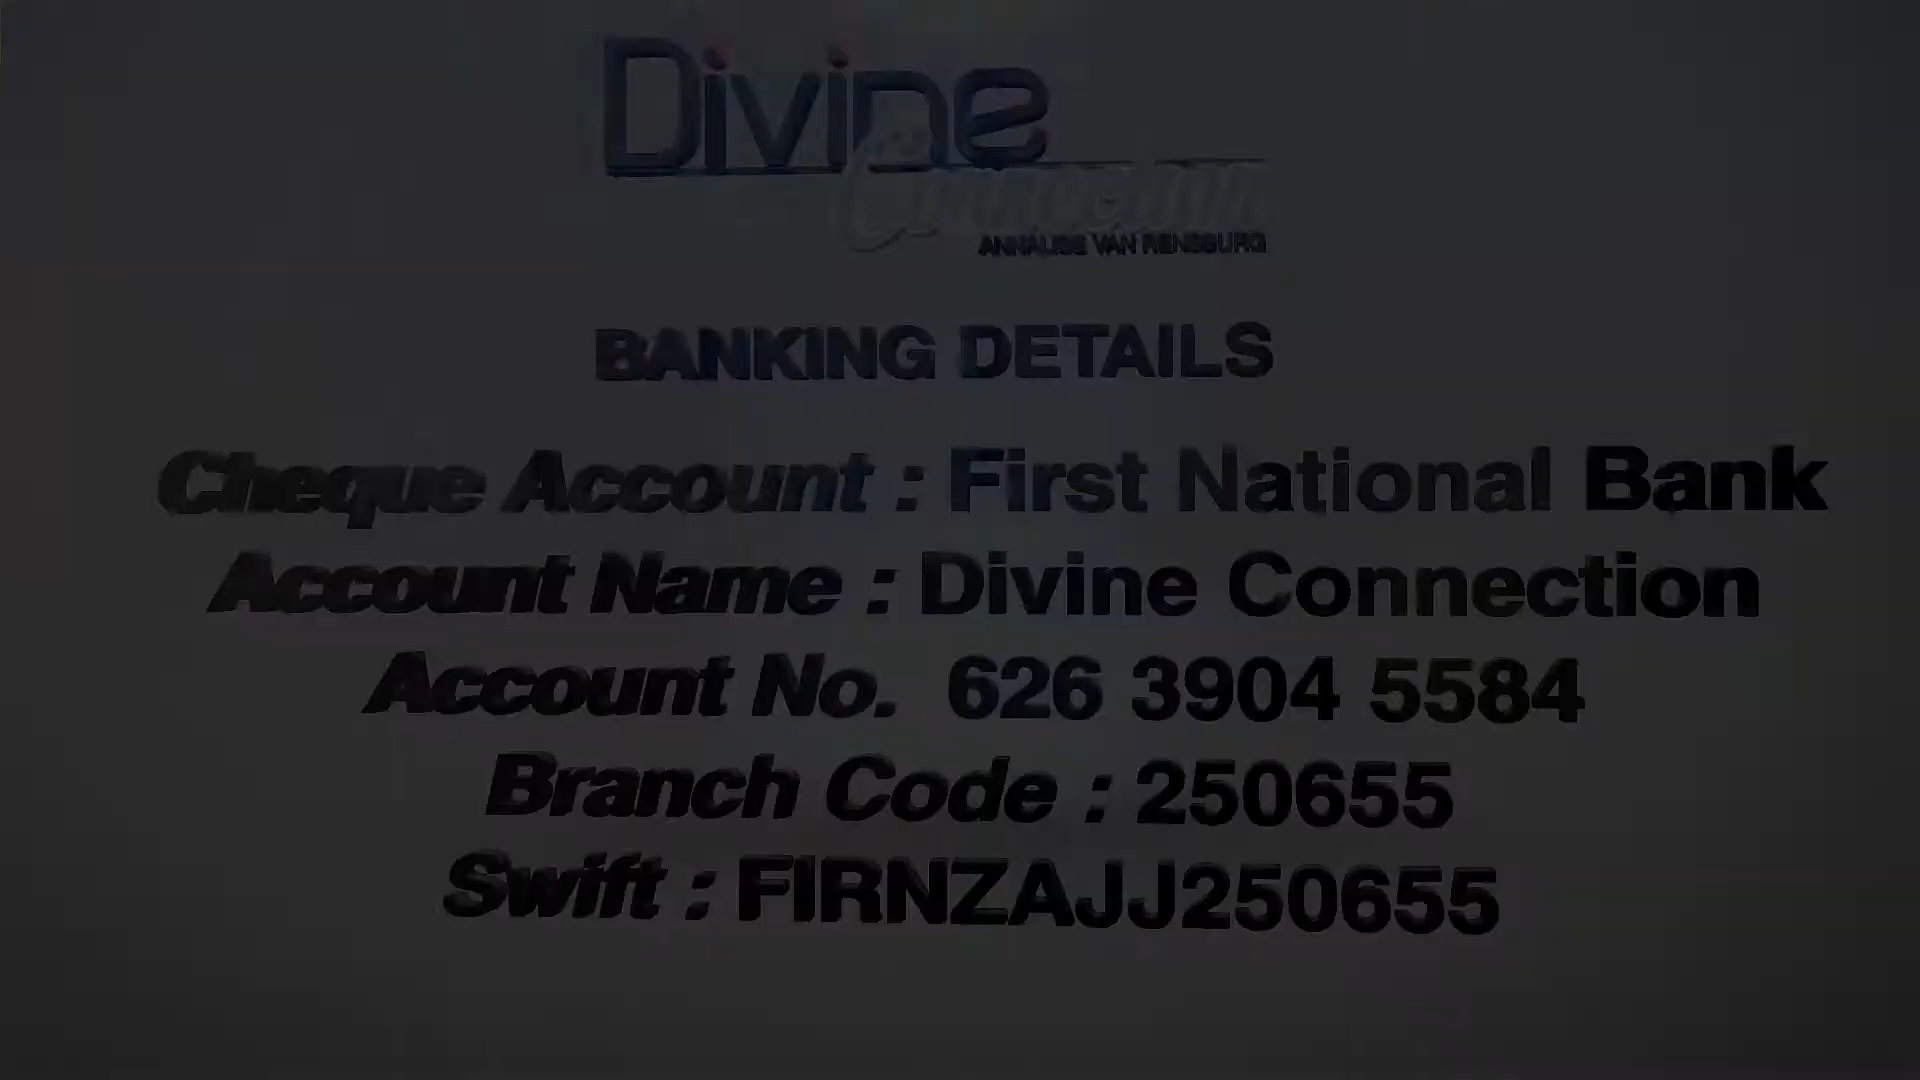 Divine
Connection
ANNALISE VAN RENSBURG
BANKING DETAILS
Cheque Account : First National Bank
Account Name : Divine Connection
Account No. 626 3904 5584
Branch Code : 250655
Swift : FIRNZAJJ250655